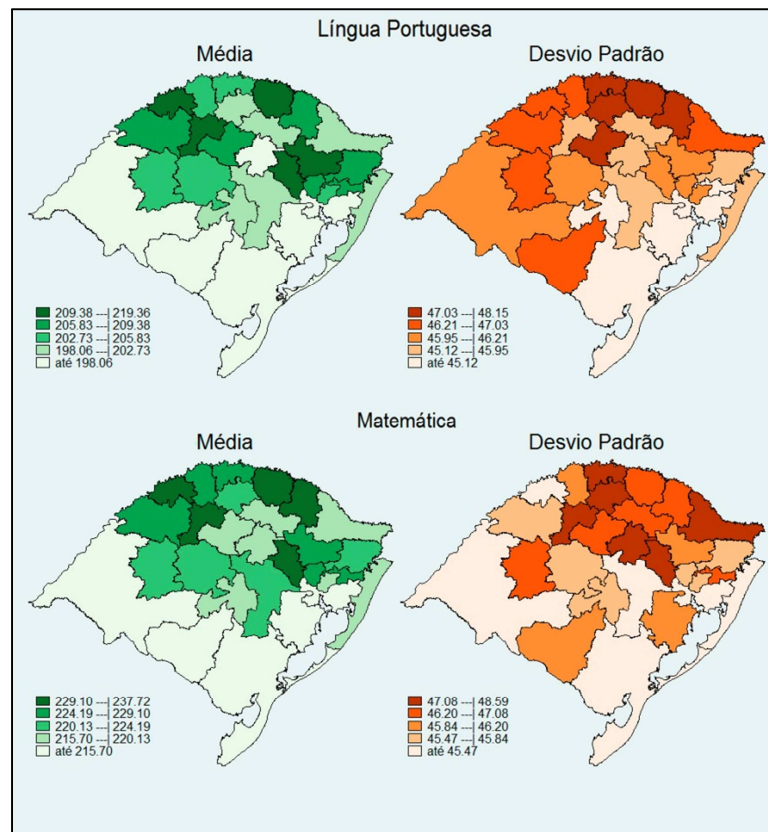 Língua Portuguesa
Média
Desvio Padrão
209.38 ---| 219.36
205.83 ---| 209.38
202.73 ---| 205.83
198.06 ---| 202.73
até 198.06
47.03 ---| 48.15
46.21 ---| 47.03
45.95 ---| 46.21
45.12 ---| 45.95
até 45.12
Matemática
Média
Desvio Padrão
229.10 ---| 237.72
224.19 ---| 229.10
220.13 ---| 224.19
215.70 ---| 220.13
até 215.70
47.08 ---| 48.59
46.20 ---| 47.08
45.84 ---| 46.20
45.47 ---| 45.84
até 45.47